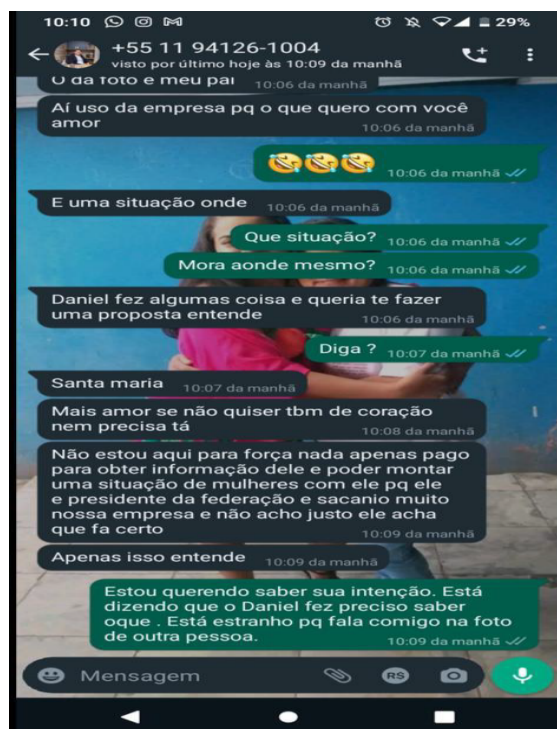 10:10 29%
+55 11 94126-1004
visto por último hoje às 10:09 da manhã
O da foto e meu pai 10:06 da manhã
Aí uso da empresa pq o que quero com você
amor 10:06 da manhã
🤣🤣🤣 10:06 da manhã
E uma situação onde 10:06 da manhã
Que situação? 10:06 da manhã
Mora aonde mesmo? 10:06 da manhã
Daniel fez algumas coisa e queria te fazer
uma proposta entende 10:06 da manhã
Diga ? 10:07 da manhã
Santa maria 10:07 da manhã
Mais amor se não quiser tbm de coração
nem precisa tá 10:08 da manhã
Não estou aqui para força nada apenas pago
para obter informação dele e poder montar
uma situação de mulheres com ele pq ele
e presidente da federação e sacanio muito
nossa empresa e não acho justo ele acha
que fa certo 10:09 da manhã
Apenas isso entende 10:09 da manhã
Estou querendo saber sua intenção. Está
dizendo que o Daniel fez preciso saber
oque . Está estranho pq fala comigo na foto
de outra pessoa. 10:09 da manhã
Mensagem R$